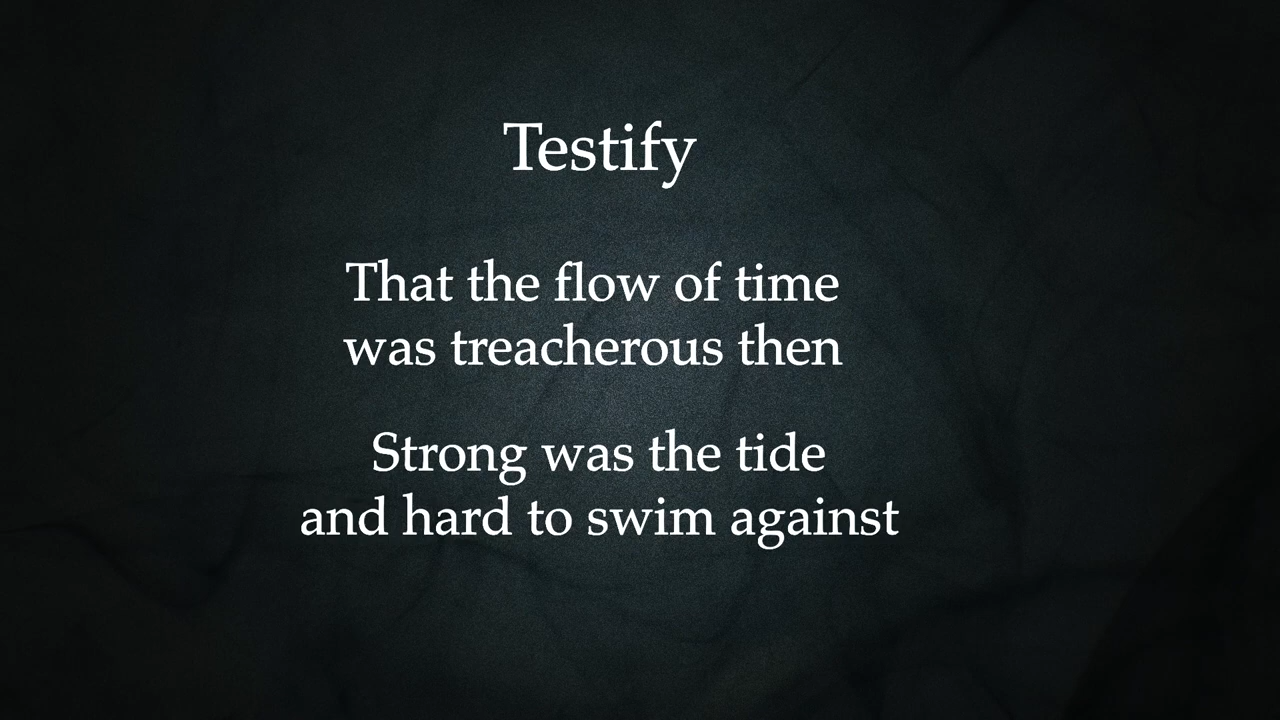 Testify
That the flow of time
was treacherous then
Strong was the tide
and hard to swim against